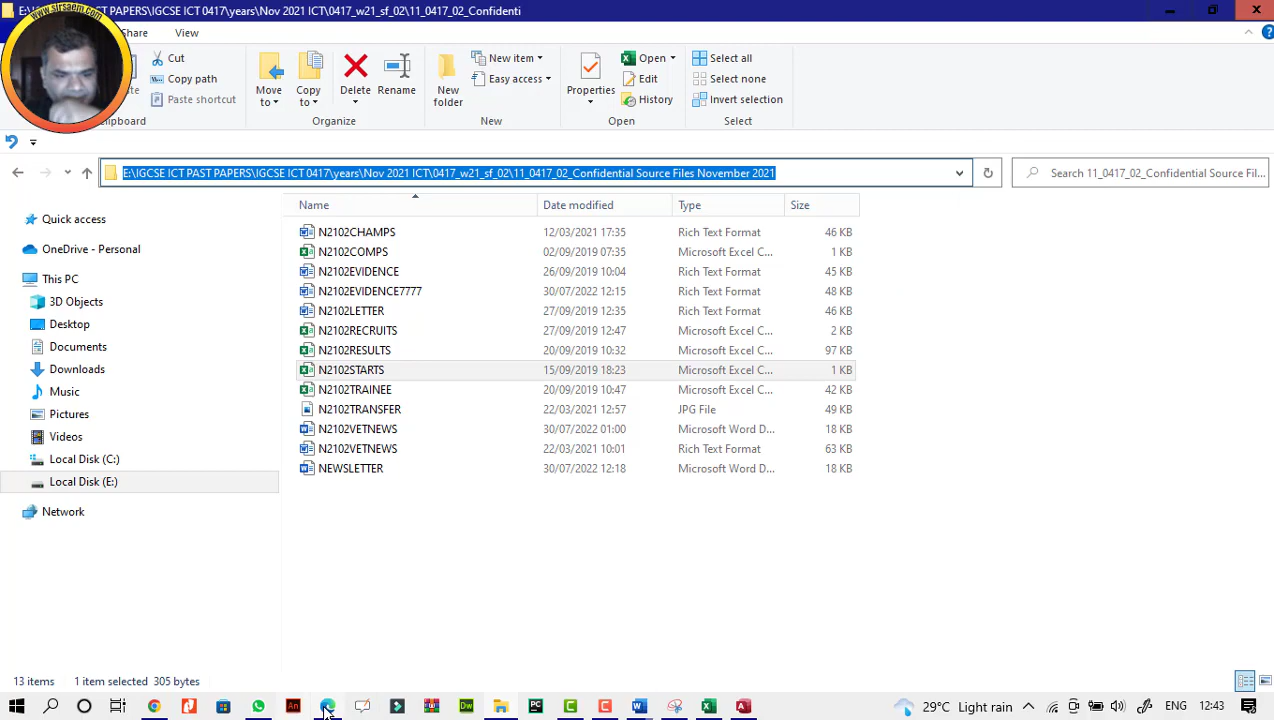 E:\IGCSE ICT PAST PAPERS\IGCSE ICT 0417\years\Nov 2021 ICT\0417_w21_sf_02\11_0417_02_Confidenti
www.sirsaem.com
Share View
Cut
Copy path
Paste shortcut
Clipboard
Move to
Copy to
Delete
Rename
Organize
New folder
New item
Easy access
New
Properties
Open
Edit
History
Open
Select all
Select none
Invert selection
Select
E:\IGCSE ICT PAST PAPERS\IGCSE ICT 0417\years\Nov 2021 ICT\0417_w21_sf_02\11_0417_02_Confidential Source Files November 2021
Search 11_0417_02_Confidential Source Fil...
Quick access
OneDrive - Personal
This PC
3D Objects
Desktop
Documents
Downloads
Music
Pictures
Videos
Local Disk (C:)
Local Disk (E:)
Network
Name Date modified Type Size
N2102CHAMPS 12/03/2021 17:35 Rich Text Format 46 KB
N2102COMPS 02/09/2019 07:35 Microsoft Excel C... 1 KB
N2102EVIDENCE 26/09/2019 10:04 Rich Text Format 45 KB
N2102EVIDENCE7777 30/07/2022 12:15 Rich Text Format 48 KB
N2102LETTER 27/09/2019 12:35 Rich Text Format 46 KB
N2102RECRUITS 27/09/2019 12:47 Microsoft Excel C... 2 KB
N2102RESULTS 20/09/2019 10:32 Microsoft Excel C... 97 KB
N2102STARTS 15/09/2019 18:23 Microsoft Excel C... 1 KB
N2102TRAINEE 20/09/2019 10:47 Microsoft Excel C... 42 KB
N2102TRANSFER 22/03/2021 12:57 JPG File 49 KB
N2102VETNEWS 30/07/2022 01:00 Microsoft Word D... 18 KB
N2102VETNEWS 22/03/2021 10:01 Rich Text Format 63 KB
NEWSLETTER 30/07/2022 12:18 Microsoft Word D... 18 KB
13 items 1 item selected 305 bytes
An
Dw
PC
29°C Light rain
ENG
12:43